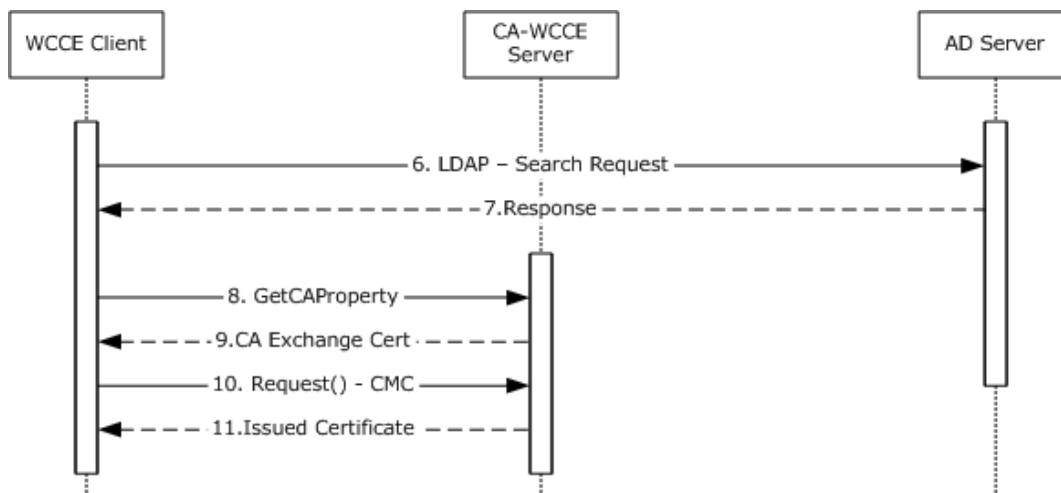 WCCE Client
CA-WCCE
Server
AD Server
6. LDAP – Search Request
7.Response
8. GetCAProperty
9.CA Exchange Cert
10. Request() - CMC
11.Issued Certificate